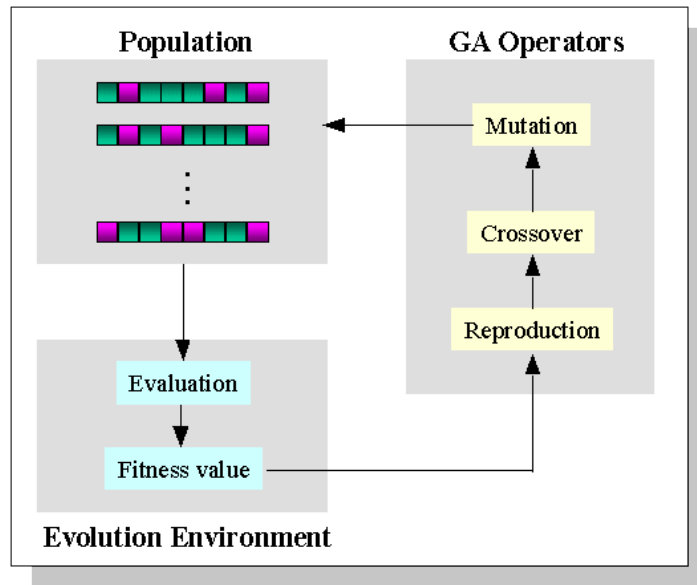 Population
GA Operators
Mutation
Crossover
Reproduction
Evaluation
Fitness value
Evolution Environment